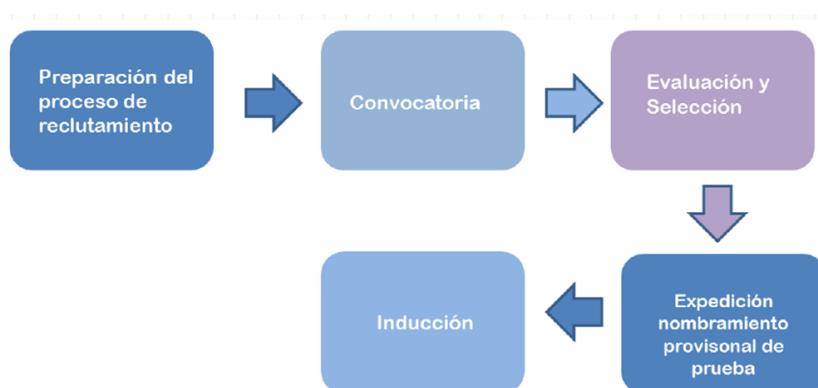 Preparación del
proceso de
reclutamiento
Convocatoria
Evaluación y
Selección
Expedición
nombramiento
provisonal de
prueba
Inducción